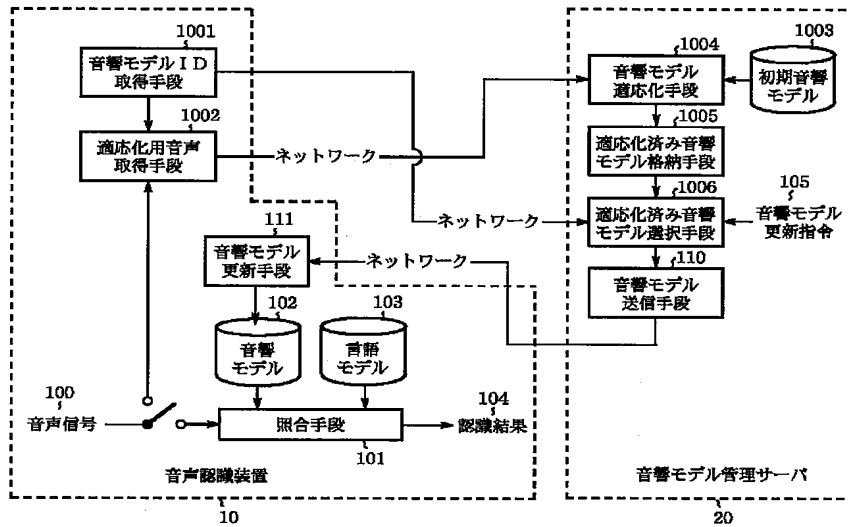 1001
音響モデルID
取得手段
1002
適応化用音声
取得手段
ネットワーク
1004
音響モデル
適応化手段
1003
初期音響
モデル
1005
適応化済み音響
モデル格納手段
1006
適応化済み音響
モデル選択手段
105
音響モデル
更新指令
ネットワーク
111
音響モデル
更新手段
ネットワーク
110
音響モデル
送信手段
102
音響
モデル
103
言語
モデル
100
音声信号
照合手段
101
104
認識結果
音声認識装置
10
音響モデル管理サーバ
20